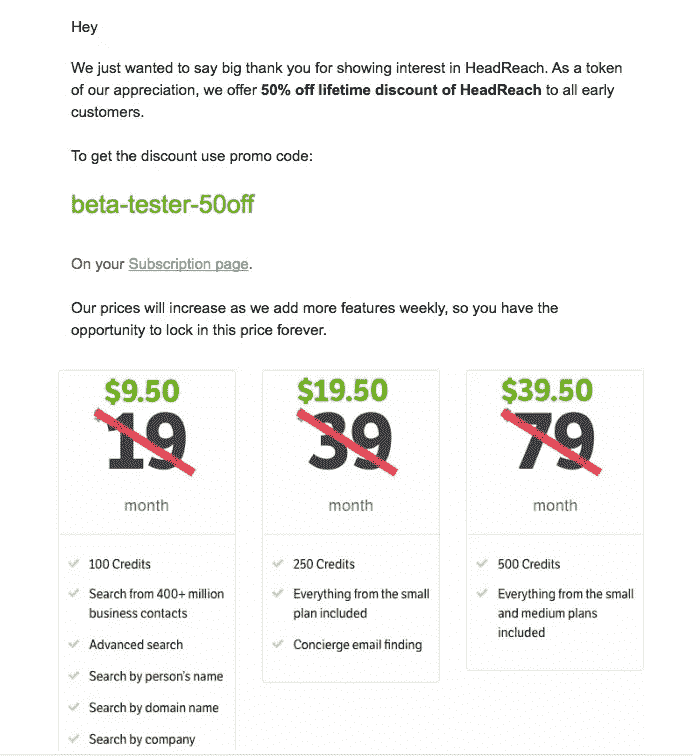 Hey
We just wanted to say big thank you for showing interest in HeadReach. As a token
of our appreciation, we offer 50% off lifetime discount of HeadReach to all early
customers.
To get the discount use promo code:
beta-tester-50off
On your Subscription page.
Our prices will increase as we add more features weekly, so you have the
opportunity to lock in this price forever.
$9.50
19
month
100 Credits
Search from 400+ million
business contacts
Advanced search
Search by person's name
Search by domain name
Search by company
$19.50
39
month
250 Credits
Everything from the small
plan included
Concierge email finding
$39.50
79
month
500 Credits
Everything from the small
and medium plans
included